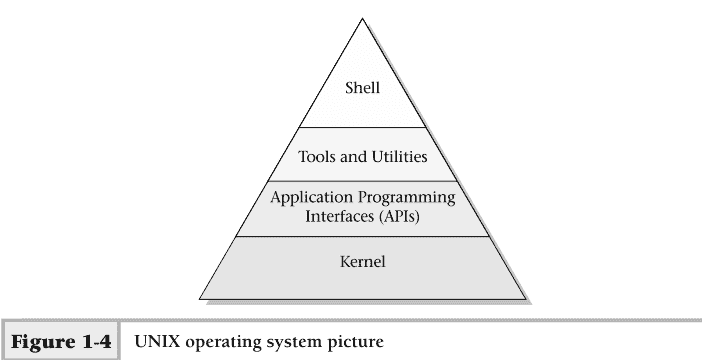 Shell
Tools and Utilities
Application Programming
Interfaces (APIs)
Kernel
Figure 1-4 UNIX operating system picture